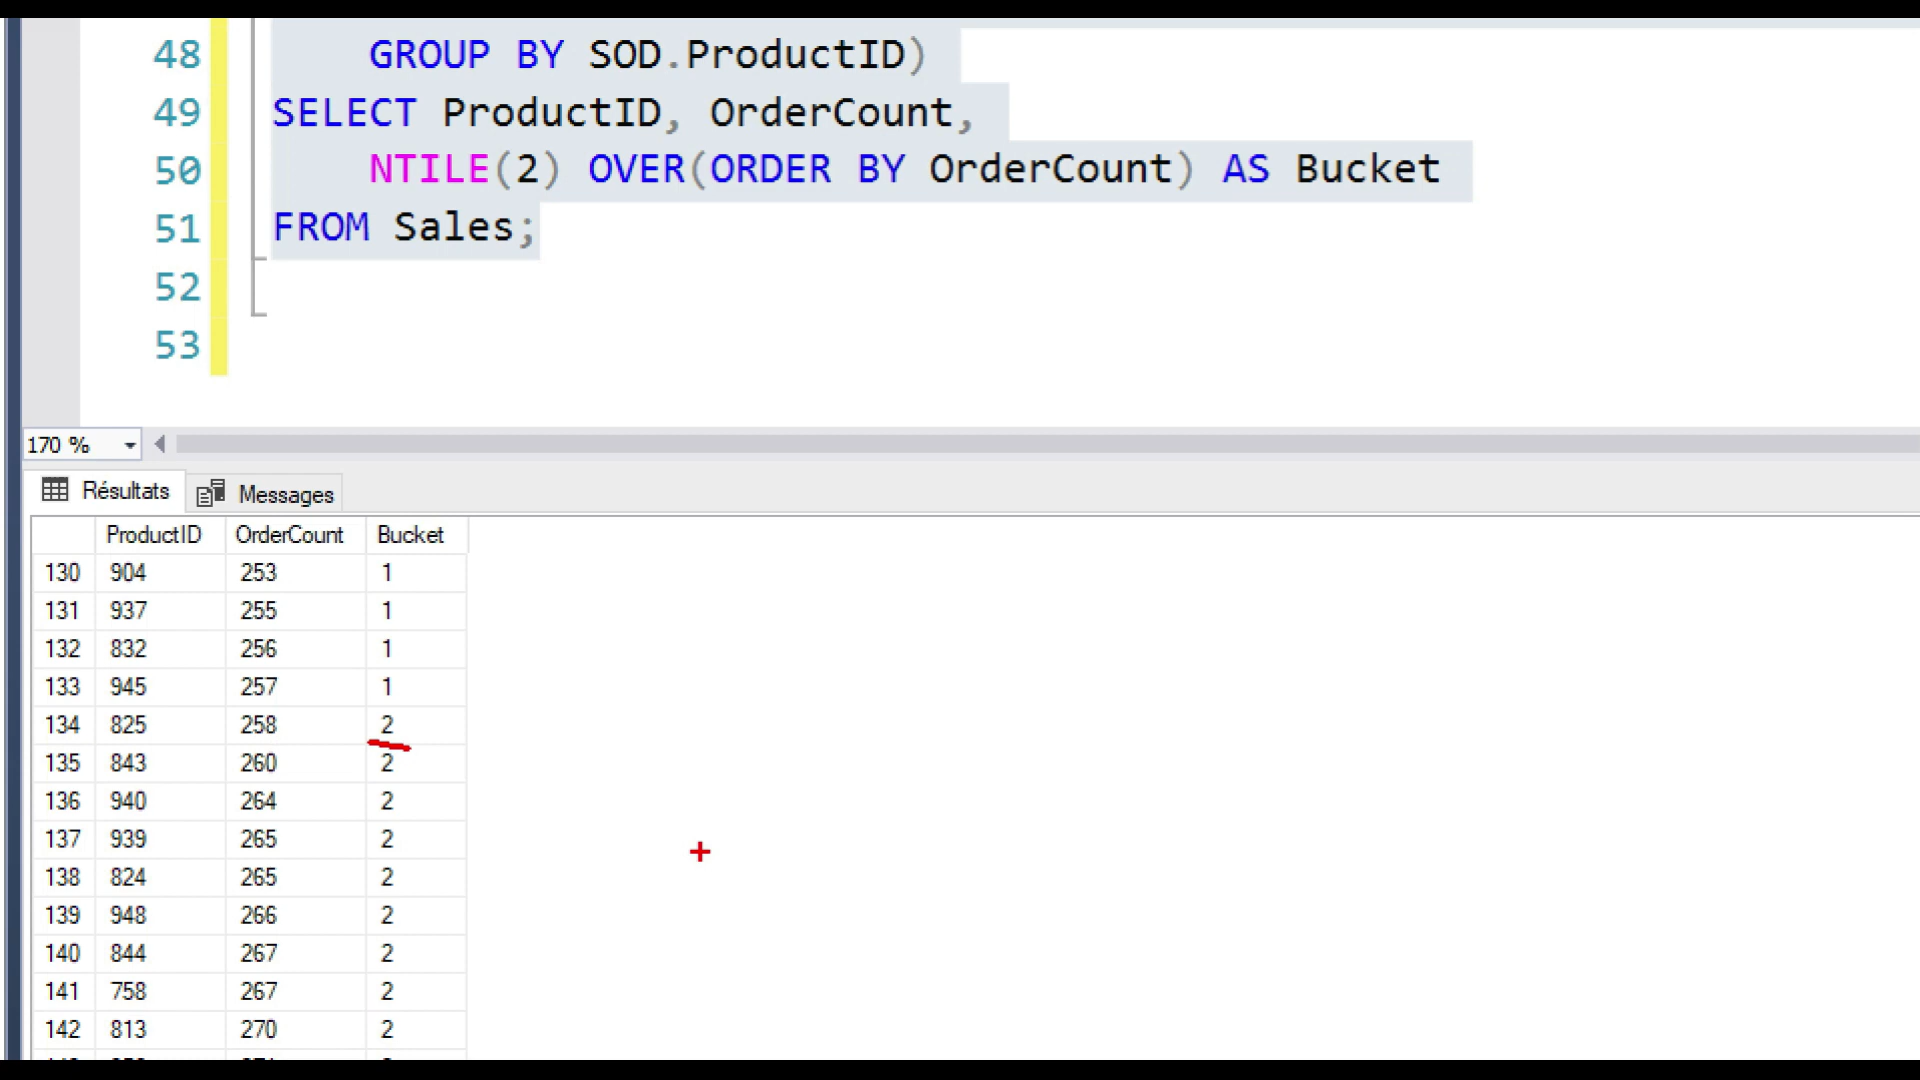 48 GROUP BY SOD.ProductID)
49 SELECT ProductID, OrderCount,
50 NTILE(2) OVER(ORDER BY OrderCount) AS Bucket
51 FROM Sales;
52
53
170 %
Résultats Messages
ProductID OrderCount Bucket
130 904 253 1
131 937 255 1
132 832 256 1
133 945 257 1
134 825 258 2
135 843 260 2
136 940 264 2
137 939 265 2
138 824 265 2
139 948 266 2
140 844 267 2
141 758 267 2
142 813 270 2